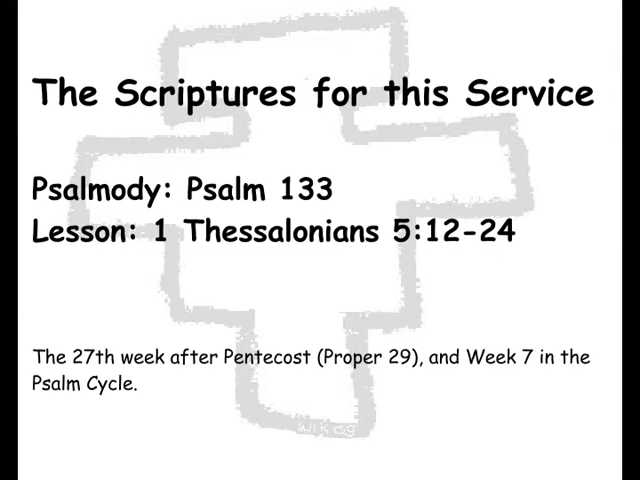 The Scriptures for this Service
Psalmody: Psalm 133
Lesson: 1 Thessalonians 5:12-24
The 27th week after Pentecost (Proper 29), and Week 7 in the
Psalm Cycle.